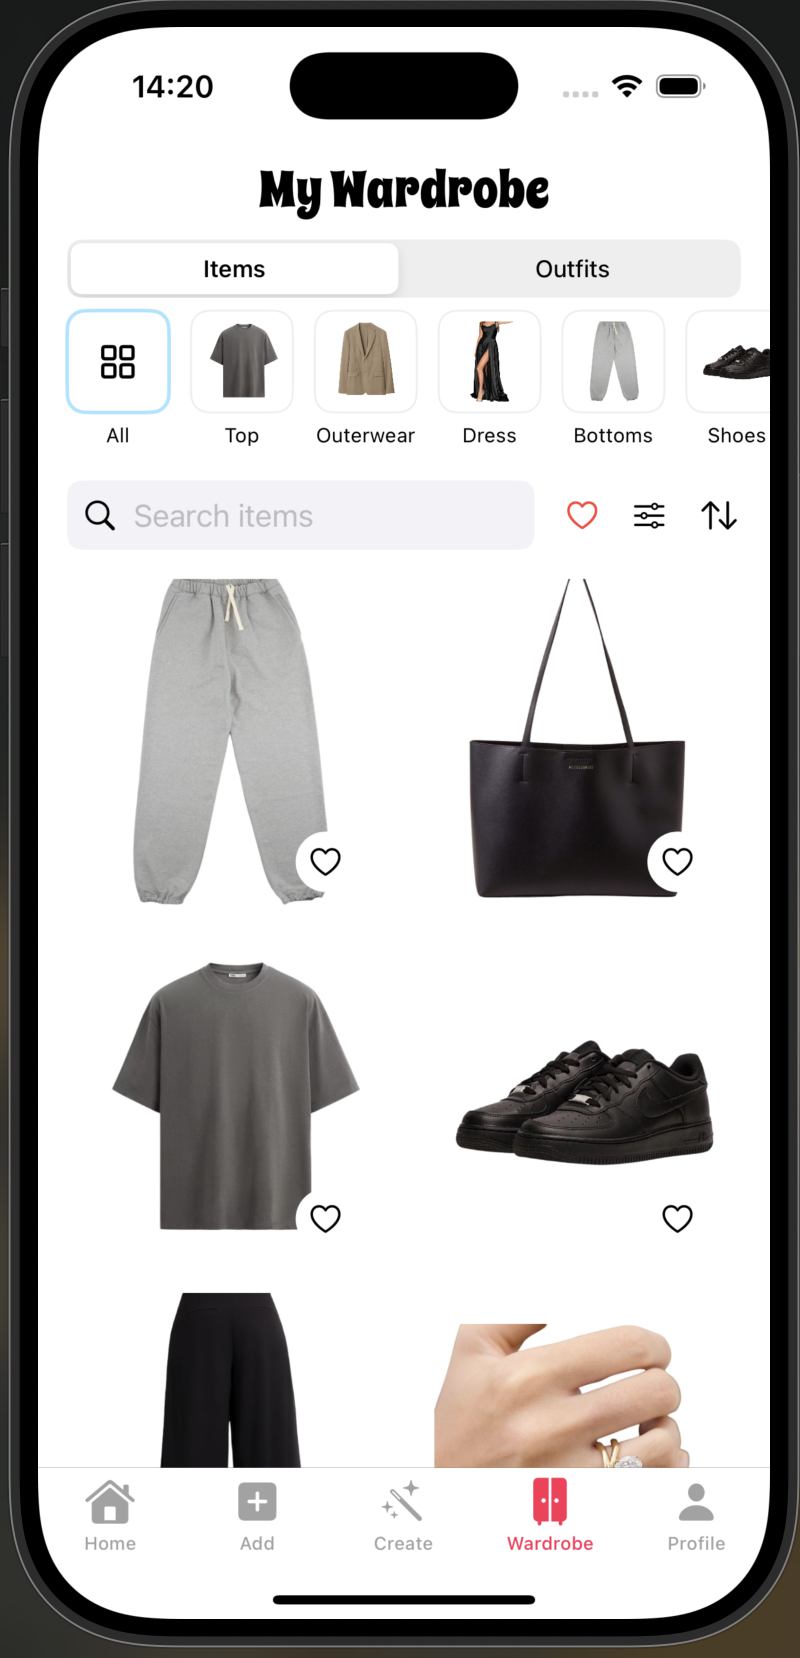 14:20
My Wardrobe
Items Outfits
All Top Outerwear Dress Bottoms Shoes
Search items
Home Add Create Wardrobe Profile